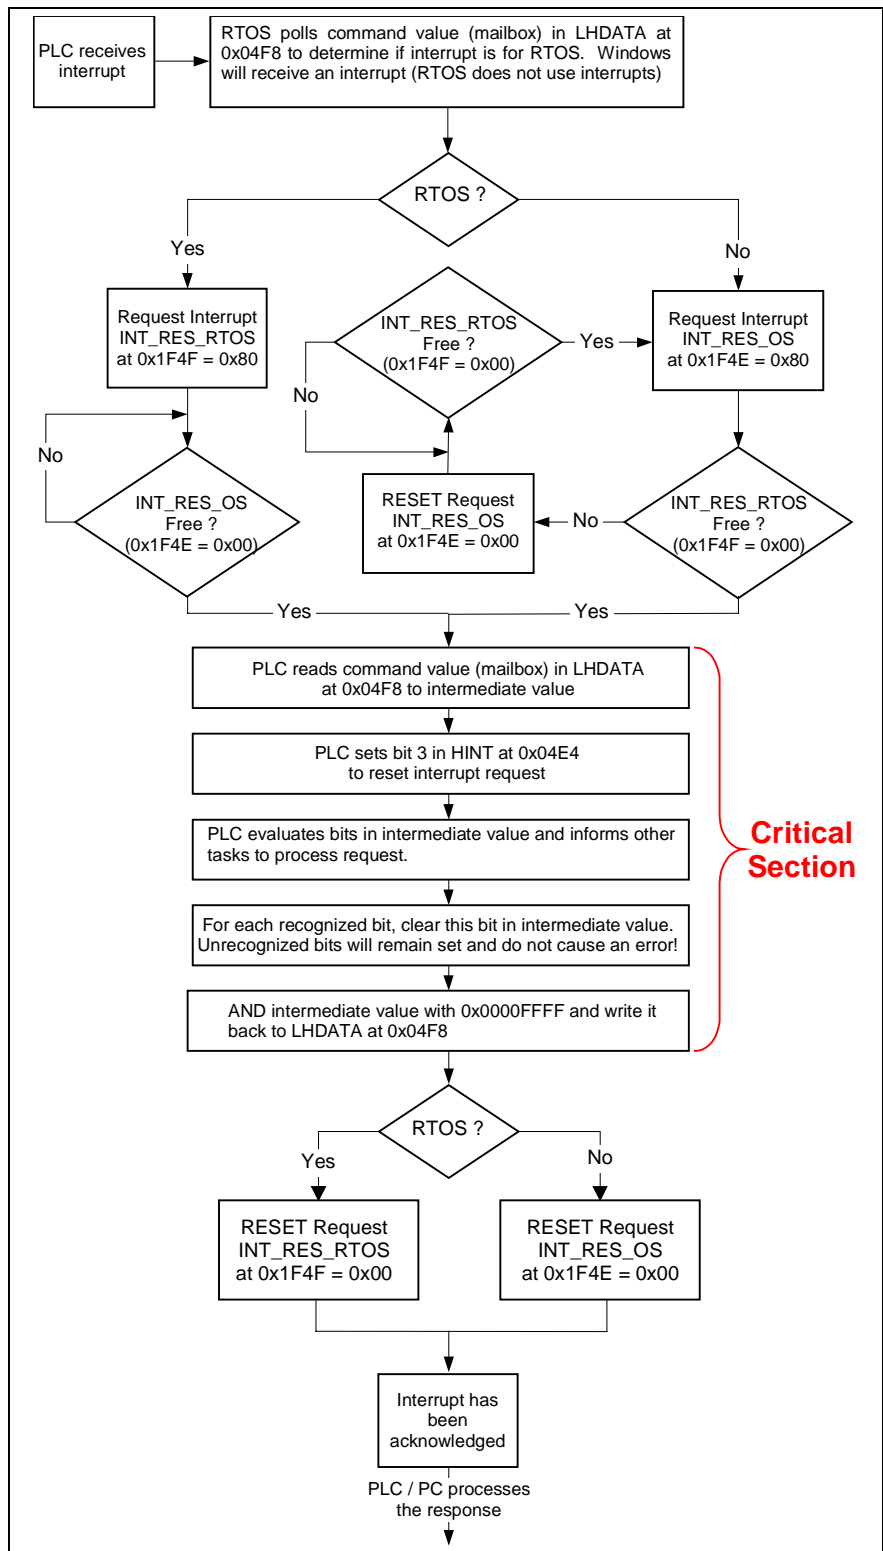 PLC receives
interrupt
RTOS polls command value (mailbox) in LHDATA at
0x04F8 to determine if interrupt is for RTOS. Windows
will receive an interrupt (RTOS does not use interrupts)
RTOS ?
Yes
No
Request Interrupt
INT_RES_RTOS
at 0x1F4F = 0x80
INT_RES_RTOS
Free ?
(0x1F4F = 0x00)
Yes
Request Interrupt
INT_RES_OS
at 0x1F4E = 0x80
No
No
INT_RES_OS
Free ?
(0x1F4E = 0x00)
RESET Request
INT_RES_OS
at 0x1F4E = 0x00
No
INT_RES_RTOS
Free ?
(0x1F4F = 0x00)
Yes
Yes
PLC reads command value (mailbox) in LHDATA
at 0x04F8 to intermediate value
PLC sets bit 3 in HINT at 0x04E4
to reset interrupt request
PLC evaluates bits in intermediate value and informs other
tasks to process request.
Critical
Section
For each recognized bit, clear this bit in intermediate value.
Unrecognized bits will remain set and do not cause an error!
AND intermediate value with 0x0000FFFF and write it
back to LHDATA at 0x04F8
RTOS ?
Yes
No
RESET Request
INT_RES_RTOS
at 0x1F4F = 0x00
RESET Request
INT_RES_OS
at 0x1F4E = 0x00
Interrupt has
been
acknowledged
PLC / PC processes
the response